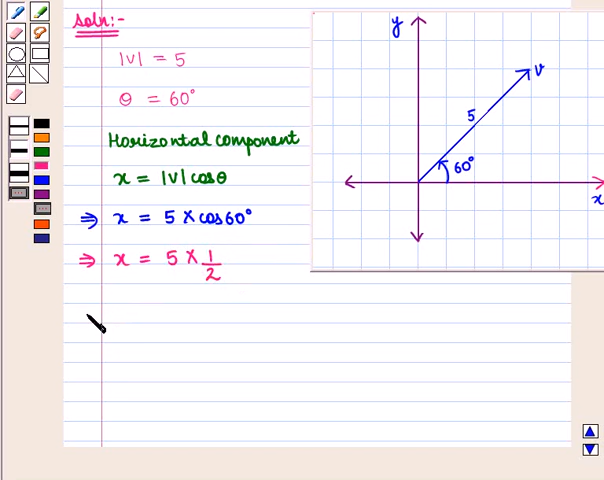 Soln:-
|v| = 5
θ = 60°
Horizontal component
x = |v| cosθ
⇒ x = 5 × cos60°
⇒ x = 5 × 1/2
y
v
5
60°
x